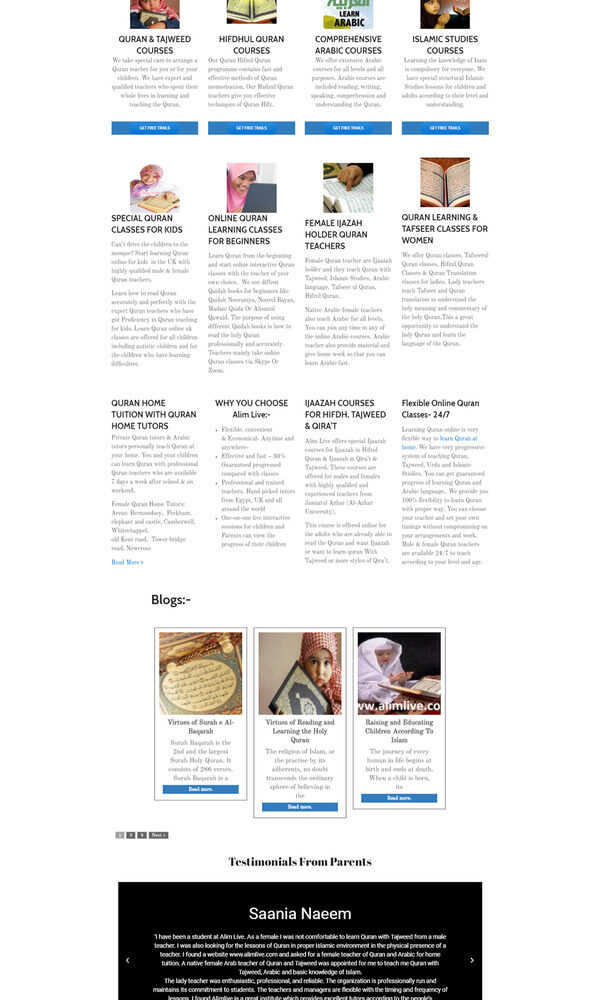 LEARN
ARABIC
QURAN & TAJWEED
COURSES
We take special care to arrange a
Quran teacher for you or for your
children. We have expert and
qualified teachers who spent their
whole lives in learning and
teaching the Quran.
GET FREE TRAILS
HIFDHUL QURAN
COURSES
Our Quran Hifzul Quran
programme contains fast and
effective methods of Quran
memorisation. Our Hafizul Quran
teachers give you effective
techniques of Quran Hifz.
GET FREE TRAILS
COMPREHENSIVE
ARABIC COURSES
We offer extensive Arabic
courses for all levels and all
purposes. Arabic courses are
included reading, writing,
speaking, comprehension and
understanding the Quran.
GET FREE TRAILS
ISLAMIC STUDIES
COURSES
Learning the knowledge of Isam
is compulsory for everyone. We
have special structural Islamic
Studies lessons for children and
adults according to their level and
understanding.
GET FREE TRAILS
SPECIAL QURAN
CLASSES FOR KIDS
Can't drive the children to the
mosque? Start learning Quran
online for kids in the UK with
highly qualified male & female
Quran teachers.
Learn how to read Quran
accurately and perfectly with the
expert Quran teachers who have
got Proficiency in Quran teaching
for kids. Learn Quran online uk
classes are offered for all children
including autistic children and for
the children who have learning
difficulties.
ONLINE QURAN
LEARNING CLASSES
FOR BEGINNERS
Learn Quran from the beginning
and start online interactive Quran
classes with the teacher of your
own choice. We use diffent
Qaidah books for beginners like
Qaidah Nooraniya, Noorul Bayan,
Madani Qaida Or Ahsanul
Qawaid. The purpose of using
different Qaidah books is how to
read the holy Quran
professionally and accurately.
Teachers mainly take online
Quran classes via Skype Or
Zoom.
FEMALE IJAZAH
HOLDER QURAN
TEACHERS
Female Quran teacher are Ijazah
holder and they teach Quran with
Tajweed, Islamic Studies, Arabic
language, Tafseer ul Quran,
Hifzul Quran.
Native Arabic female teachers
also teach Arabic for all levels.
You can join any time in any of
the online Arabic courses. Arabic
teacher also provide material and
give home work so that you can
learn Arabic fast.
QURAN LEARNING &
TAFSEER CLASSES FOR
WOMEN
We offer Quran classes, Tafseerul
Quran classes, Hifzul Quran
Classes & Quran Translation
classes for ladies. Lady teachers
teach Tafseer and Quran
translation to understand the
holy meaning and commentary of
the holy Quran.This a great
opportunity to understand the
holy Quran and learn the
language of the Quran.
QURAN HOME
TUITION WITH QURAN
HOME TUTORS
Private Quran tutors & Arabic
tutors personally teach Quran at
your home. You and your children
can learn Quran with professional
Quran teachers who are available
7 days a week after school & on
weekend.
Female Quran Home Tutors:
Areas: Bermondsey, Peckham,
elephant and castle, Camberwell,
Whitechappel,
old Kent road, Tower bridge
road, Newcross
Read More
WHY YOU CHOOSE
Alim Live:-
• Flexible, convenient
& Economical- Anytime and
anywhere-
• Effective and fast – 30%
Guaranteed progressed
compared with classes
• Professional and trained
teachers, Hand picked tutors
from Egypt, UK and all
around the world
• One-on-one live interactive
sessions for children and
Parents can view the
progress of their children
IJAAZAH COURSES
FOR HIFDH, TAJWEED
& QIRA'T
Alim Live offers special Ijazah
courses for Ijaazah in Hifzul
Quran & Ijaazah in Qira't &
Tajweed. These courses are
offered for males and females
with highly qualified and
experienced teachers from
Jamiatul Azhar (Al-Azhar
University).
This course is offered online for
the adults who are already able to
read the Quran and want Ijazah
or want to learn quran With
Tajweed or more styles of Qira't.
Flexible Online Quran
Classes- 24/7
Learning Quran online is very
flexible way to learn Quran at
home. We have very progressive
system of teaching Quran,
Tajweed, Urdu and Islamic
Studies, You can get guaranteed
progress of learning Quran and
Arabic language. We provide you
100% flexibility to learn Quran
with proper way. You can choose
your teacher and set your own
timings without compromising on
your arrangements and work.
Male & female Quran teachers
are available 24/7 to teach
according to your level and age.
Blogs:-
Virtues of Surah e Al-
Baqarah
Surah Baqarah is the
2nd and the largest
Surah Holy Quran. It
consists of 286 verses.
Surah Baqarah is a
Read more.
Virtues of Reading and
Learning the Holy
Quran
The religion of Islam, or
the practise by its
adherents, no doubt
transcends the ordinary
sphere of believing in
the
Read more.
www.alimlive.co
Raising and Educating
Children According To
Islam
The journey of every
human in life begins at
birth and ends at death.
When a child is born,
its
Read more.
1 2 3 Next »
Testimonials From Parents
Saania Naeem
"I have been a student at Alim Live. As a female I was not comfortable to learn Quran with Tajweed from a male
teacher. I was also looking for the lessons of Quran in proper Islamic environment in the physical presence of a
teacher. I found a website www.alimlive.com and asked for a female teacher of Quran and Arabic for home
tuition. A native female Arab teacher of Quran and Tajweed was appointed for me to teach me Quran with
Tajweed, Arabic and basic knowledge of Islam.
The lady teacher was enthusiastic, professional, and reliable. The organization is professionally run and
maintains its commitment to students. The teachers and managers are flexible with the timing and frequency of
lessons. I found Alimlive is a great institute which provides excellent tutors according to the people's